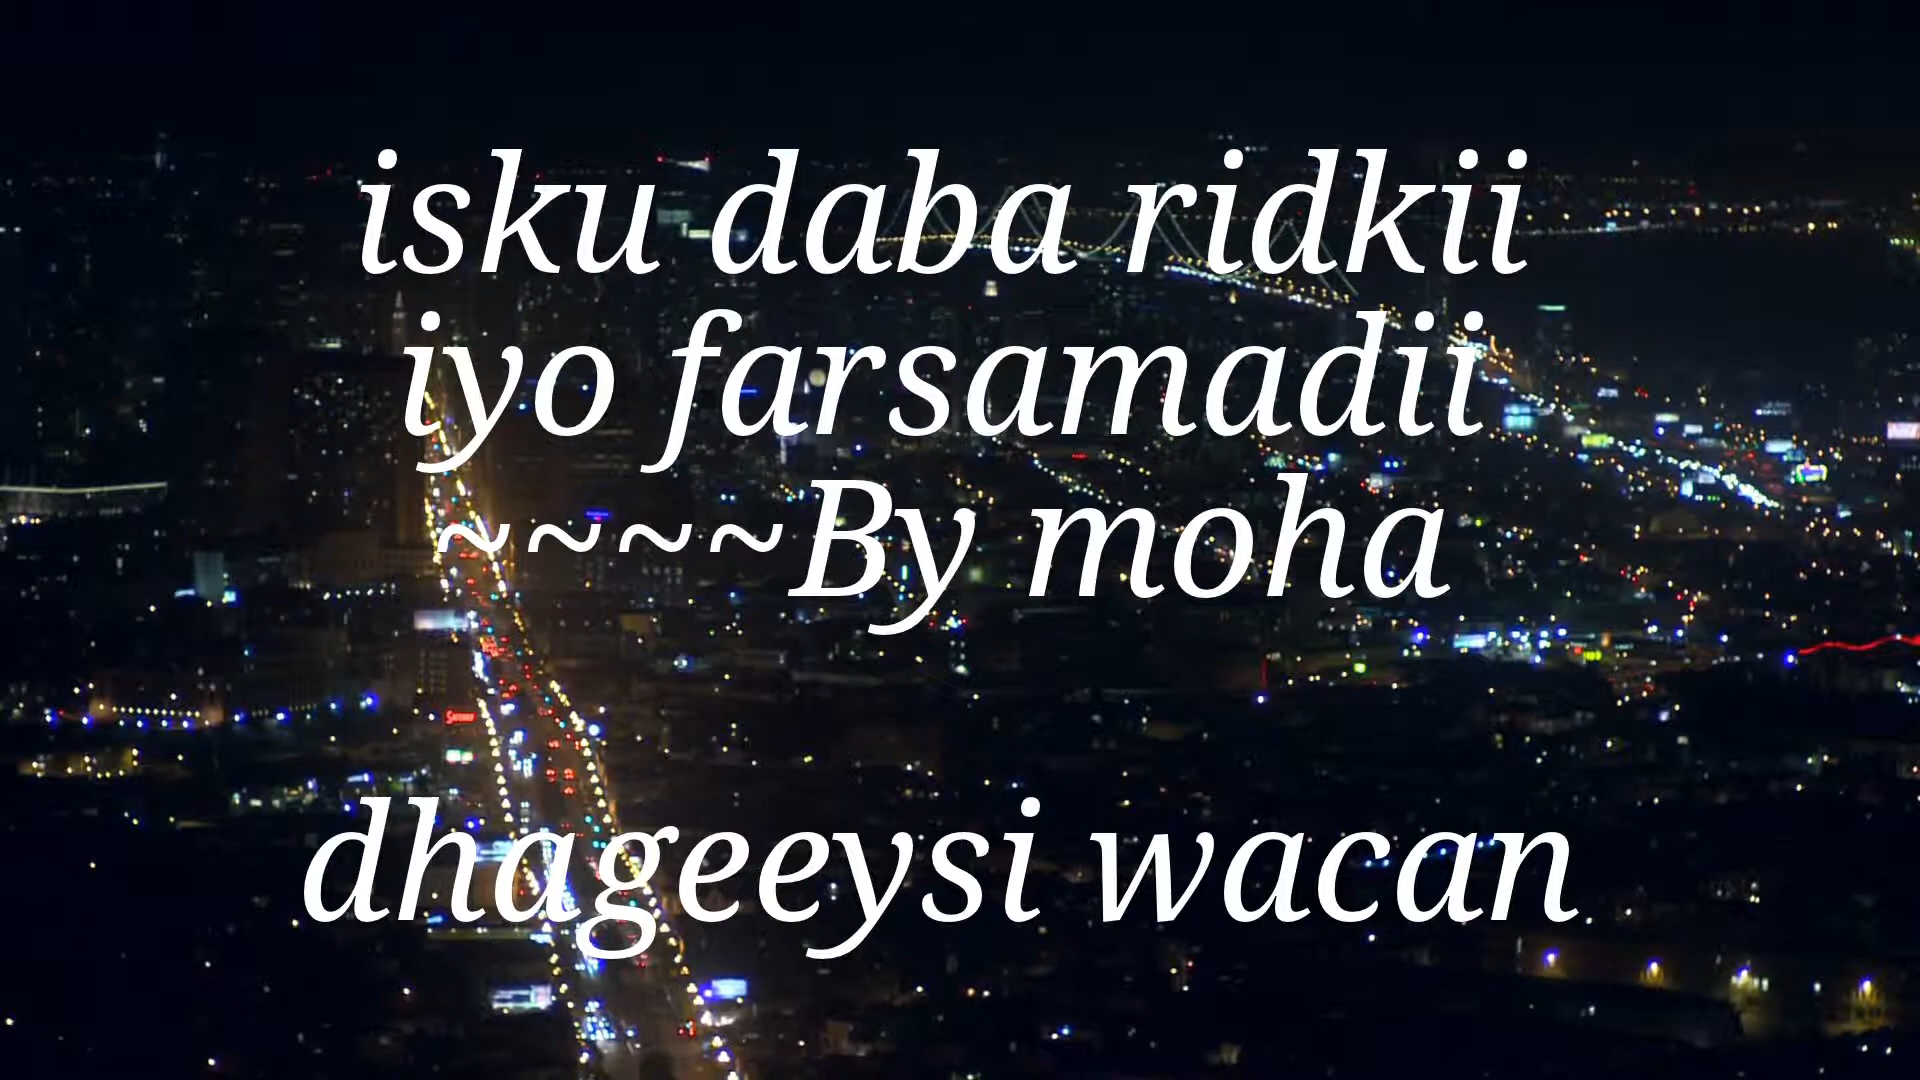 isku daba ridkii
iyo farsamadii
~~~~By moha
dhageeysi wacan